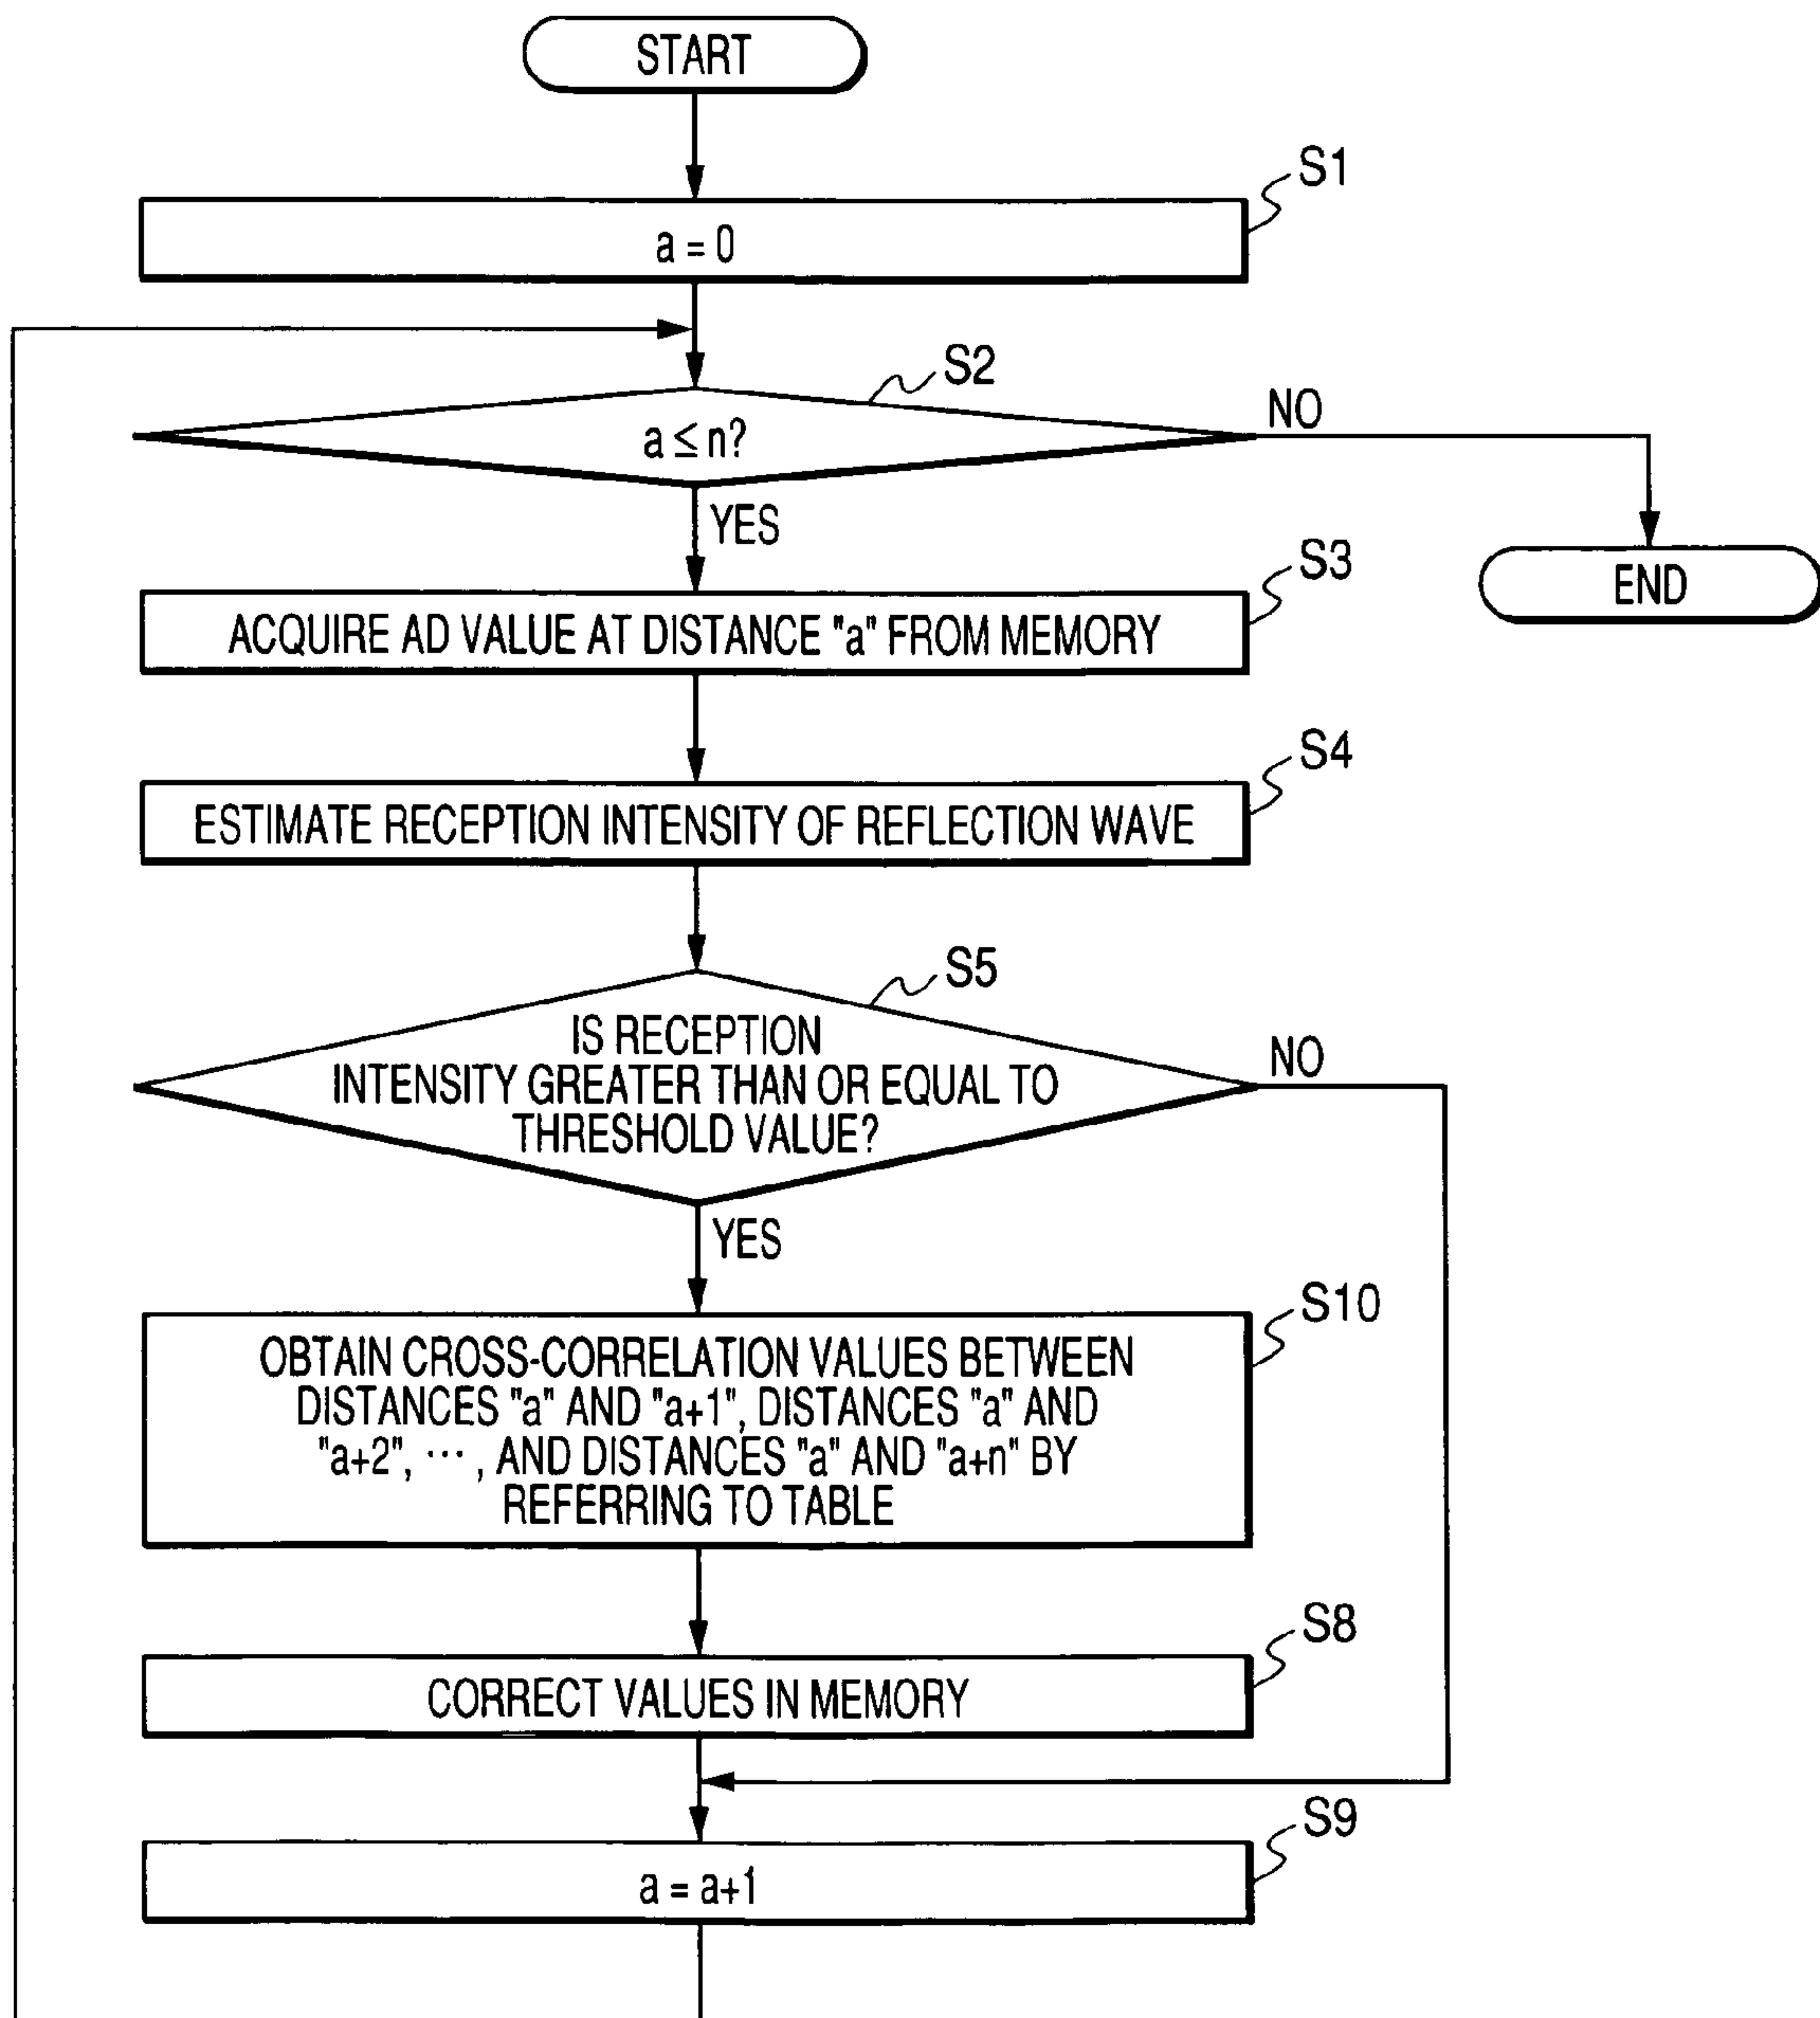 START
S1
a = 0
S2
a ≤ n?
NO
YES
END
S3
ACQUIRE AD VALUE AT DISTANCE "a" FROM MEMORY
S4
ESTIMATE RECEPTION INTENSITY OF REFLECTION WAVE
S5
IS RECEPTION
INTENSITY GREATER THAN OR EQUAL TO
THRESHOLD VALUE?
NO
YES
S10
OBTAIN CROSS-CORRELATION VALUES BETWEEN
DISTANCES "a" AND "a+1", DISTANCES "a" AND
"a+2", ···, AND DISTANCES "a" AND "a+n" BY
REFERRING TO TABLE
S8
CORRECT VALUES IN MEMORY
S9
a = a+1